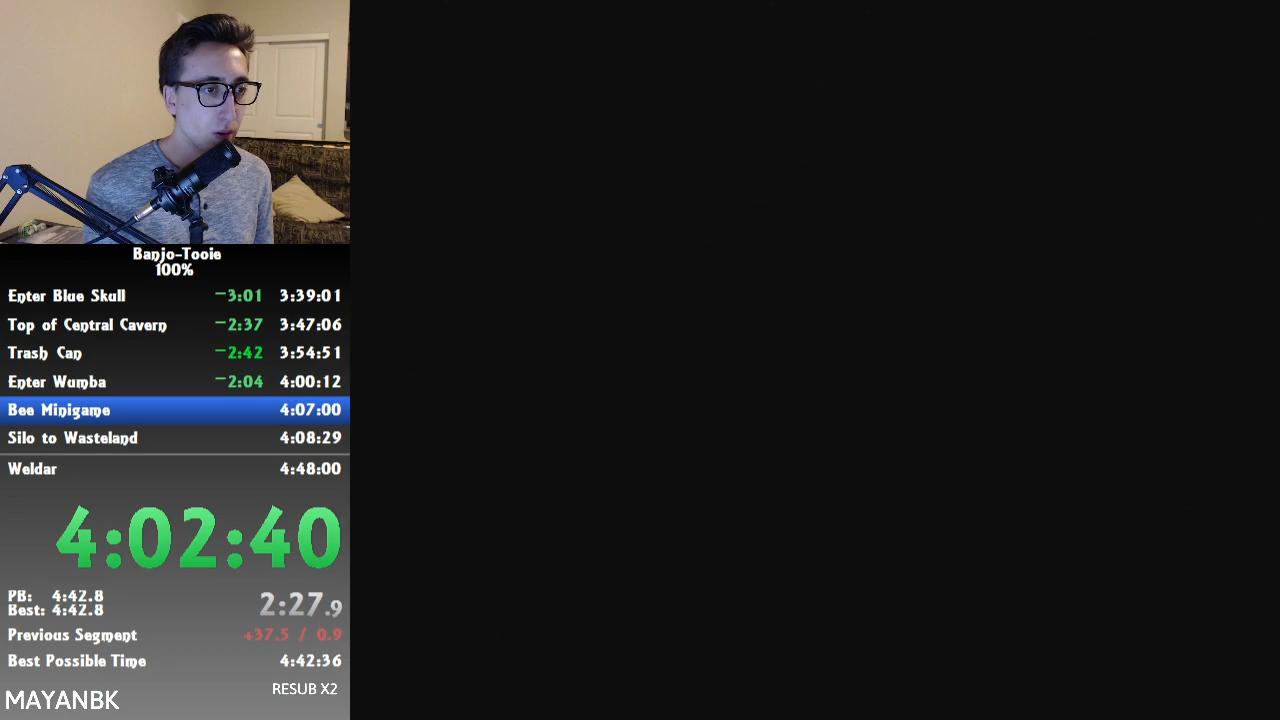 Banjo-Tooie
100%
Enter Blue Skull -3:01 3:39:01
Top of Central Cavern -2:37 3:47:06
Trash Can -2:42 3:54:51
Enter Wumba -2:04 4:00:12
Bee Minigame 4:07:00
Silo to Wasteland 4:08:29
Weldar 4:48:00
4:02:40
PB: 4:42.8
Best: 4:42.8
2:27.9
Previous Segment +37.5 / 0.9
Best Possible Time 4:42:36
MAYANBK RESUB X2